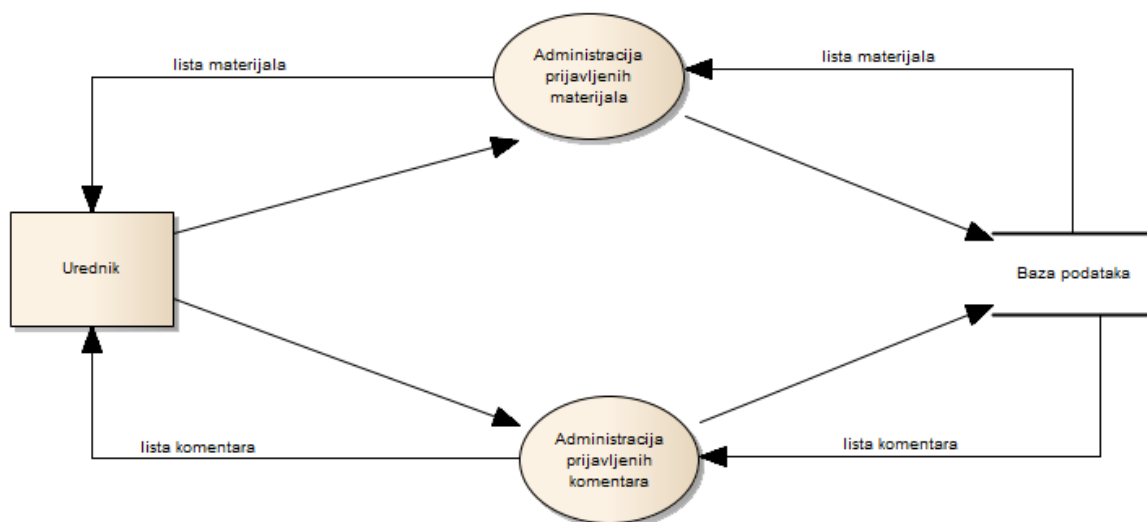 Administracija
prijavljenih
materijala
lista materijala
lista materijala
Urednik
Baza podataka
lista komentara
Administracija
prijavljenih
komentara
lista komentara